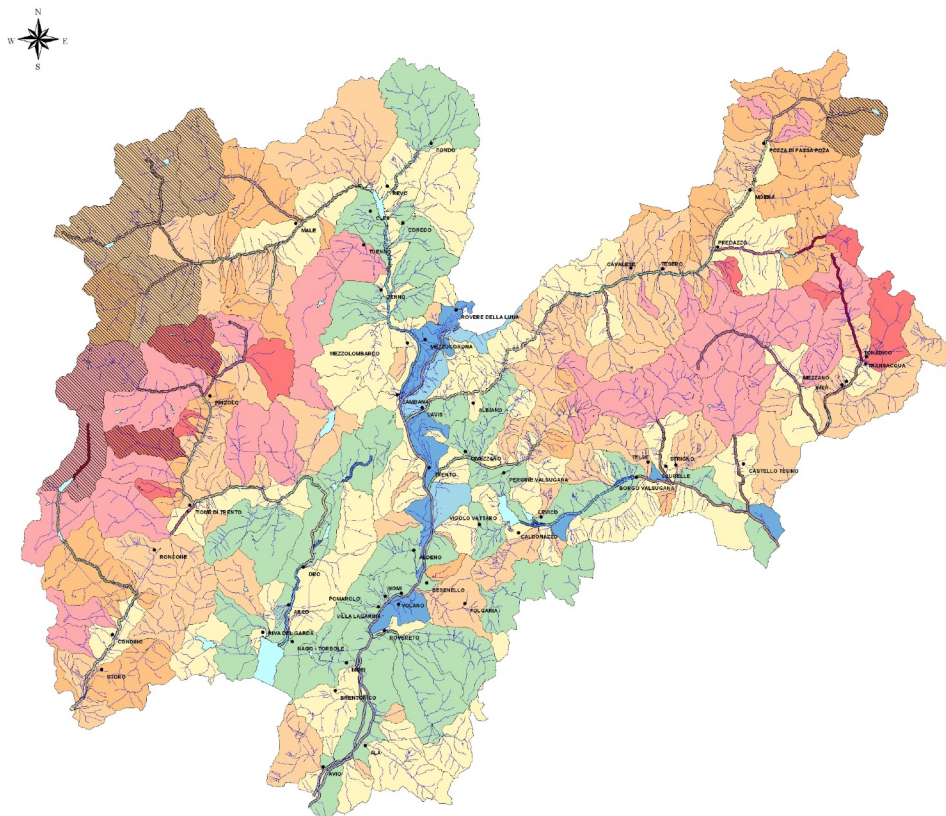 N
W E
S
FONDO
POZZA DI FASSA POZA
REVO
MOENA
CLES
MALE
COREDO
TUENNO
PREDAZZO
CAVALESE
TESERO
DENNO
ROVERE DELLA LUNA
MEZZOLOMBARDO
MEZZOCORONA
TONADICO
TRANSACQUA
MEZZANO
IMER
PINZOLO
ZAMBANA
LAVIS
ALBIANO
CIVEZZANO
TRENTO
PERGINE VALSUGANA
TELVE
STRIGNO
SCURELLE
CASTELLO TESINO
BORGO VALSUGANA
TIONE DI TRENTO
LEVICO
VIGOLO VATTARO
CALDONAZZO
RONCONE
ALDENO
DRO
BESENELLO
NOMI
POMAROLO
VOLANO
FOLGARIA
ARCO
VILLA LAGARINA
RIVA DEL GARDA
ROVERETO
CONDINO
NAGO - TORBOLE
MORI
STORO
BRENTONICO
ALA
AVIO